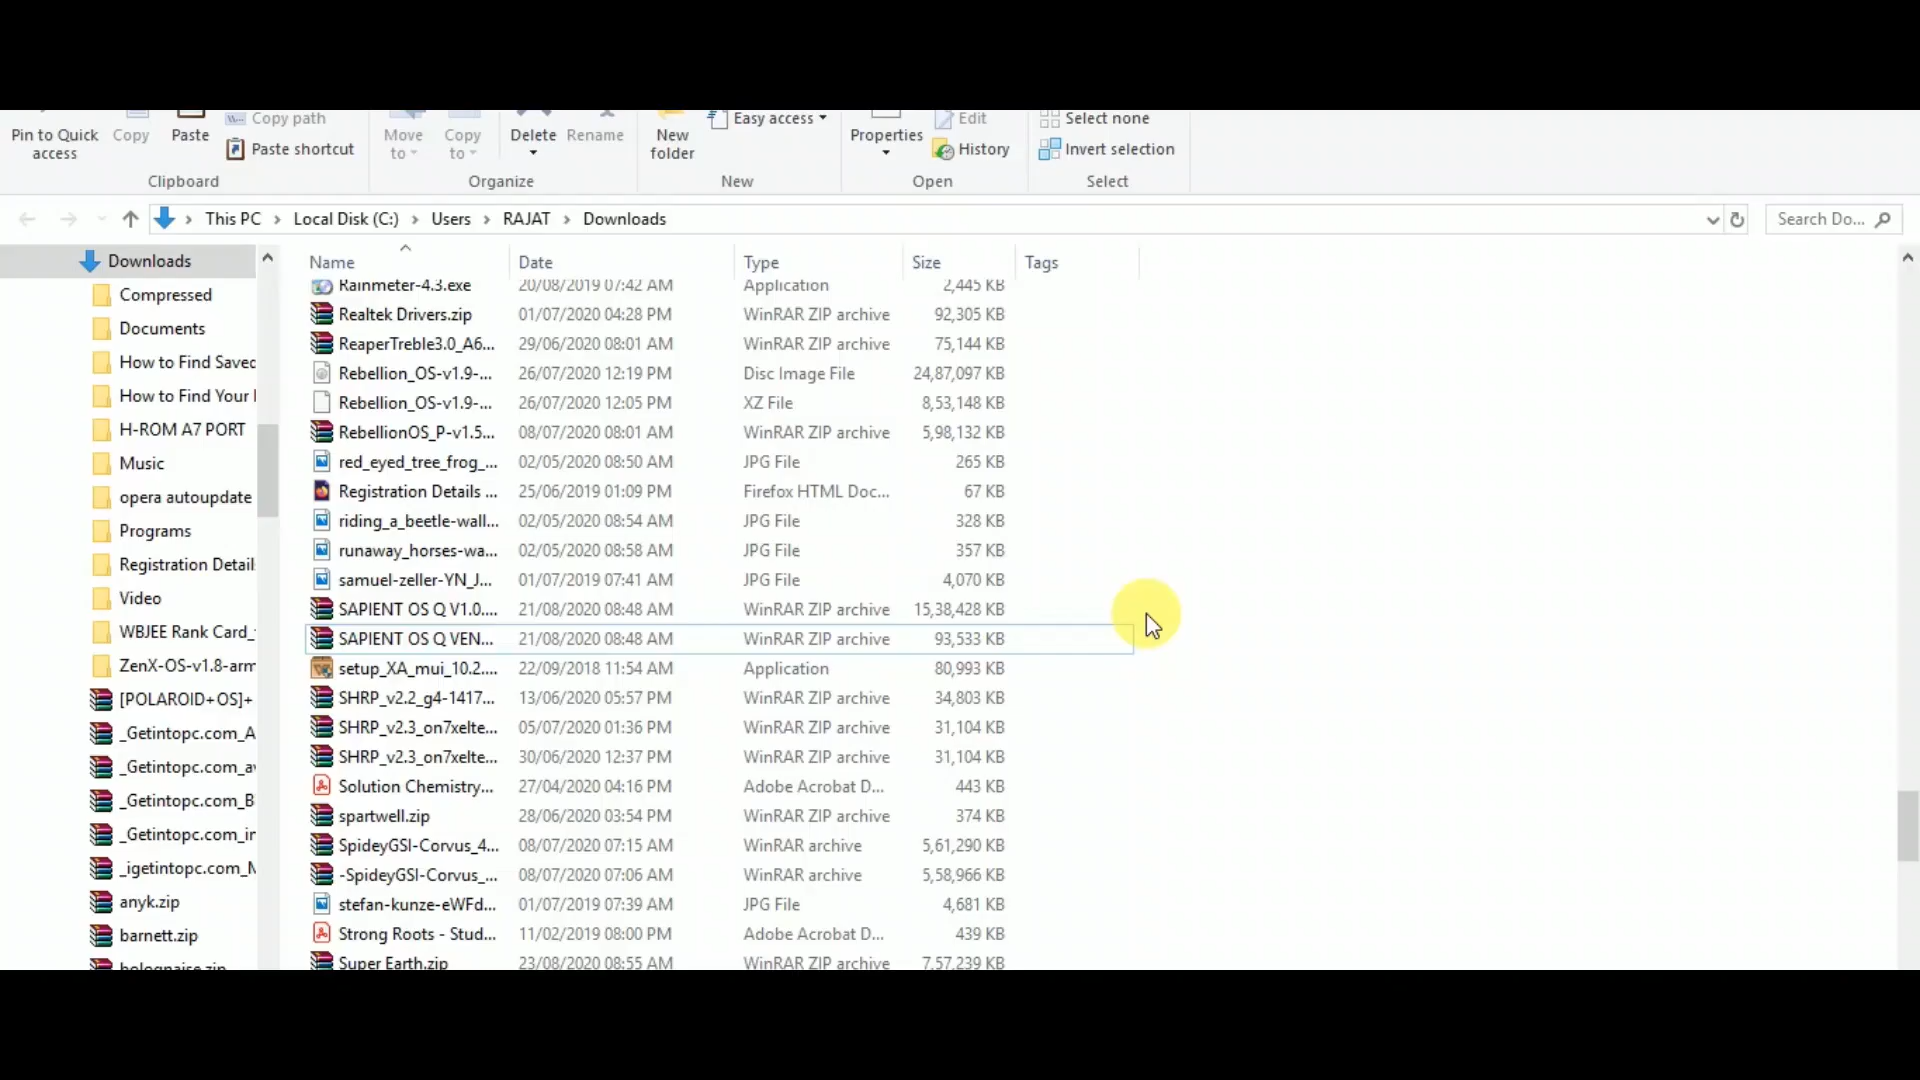 Copy path
Easy access
Edit
Select none
Pin to Quick access
Copy
Paste
Paste shortcut
Move to
Copy to
Delete
Rename
New folder
Properties
History
Invert selection
Clipboard
Organize
New
Open
Select
This PC > Local Disk (C:) > Users > RAJAT > Downloads
Search Do...
Downloads
Compressed
Documents
How to Find Saved
How to Find Your
H-ROM A7 PORT
Music
opera autoupdate
Programs
Registration Detail
Video
WBJEE Rank Card_
ZenX-OS-v1.8-arm
[POLAROID+OS]+
_Getintopc.com_A
_Getintopc.com_a
_Getintopc.com_B
_Getintopc.com_in
_igetintopc.com_M
anyk.zip
barnett.zip
bolognaise.zip
Name Date Type Size Tags
Rainmeter-4.3.exe 20/08/2019 07:42 AM Application 2,445 KB
Realtek Drivers.zip 01/07/2020 04:28 PM WinRAR ZIP archive 92,305 KB
ReaperTreble3.0_A6... 29/06/2020 08:01 AM WinRAR ZIP archive 75,144 KB
Rebellion_OS-v1.9-... 26/07/2020 12:19 PM Disc Image File 24,87,097 KB
Rebellion_OS-v1.9-... 26/07/2020 12:05 PM XZ File 8,53,148 KB
RebellionOS_P-v1.5... 08/07/2020 08:01 AM WinRAR ZIP archive 5,98,132 KB
red_eyed_tree_frog_... 02/05/2020 08:50 AM JPG File 265 KB
Registration Details ... 25/06/2019 01:09 PM Firefox HTML Doc... 67 KB
riding_a_beetle-wall... 02/05/2020 08:54 AM JPG File 328 KB
runaway_horses-wa... 02/05/2020 08:58 AM JPG File 357 KB
samuel-zeller-YN_J... 01/07/2019 07:41 AM JPG File 4,070 KB
SAPIENT OS Q V1.0.... 21/08/2020 08:48 AM WinRAR ZIP archive 15,38,428 KB
SAPIENT OS Q VEN... 21/08/2020 08:48 AM WinRAR ZIP archive 93,533 KB
setup_XA_mui_10.2.... 22/09/2018 11:54 AM Application 80,993 KB
SHRP_v2.2_g4-1417... 13/06/2020 05:57 PM WinRAR ZIP archive 34,803 KB
SHRP_v2.3_on7xelte... 05/07/2020 01:36 PM WinRAR ZIP archive 31,104 KB
SHRP_v2.3_on7xelte... 30/06/2020 12:37 PM WinRAR ZIP archive 31,104 KB
Solution Chemistry... 27/04/2020 04:16 PM Adobe Acrobat D... 443 KB
spartwell.zip 28/06/2020 03:54 PM WinRAR ZIP archive 374 KB
SpideyGSI-Corvus_4... 08/07/2020 07:15 AM WinRAR archive 5,61,290 KB
-SpideyGSI-Corvus_... 08/07/2020 07:06 AM WinRAR archive 5,58,966 KB
stefan-kunze-eWFd... 01/07/2019 07:39 AM JPG File 4,681 KB
Strong Roots - Stud... 11/02/2019 08:00 PM Adobe Acrobat D... 439 KB
Super Earth.zip 23/08/2020 08:55 AM WinRAR ZIP archive 7,57,239 KB